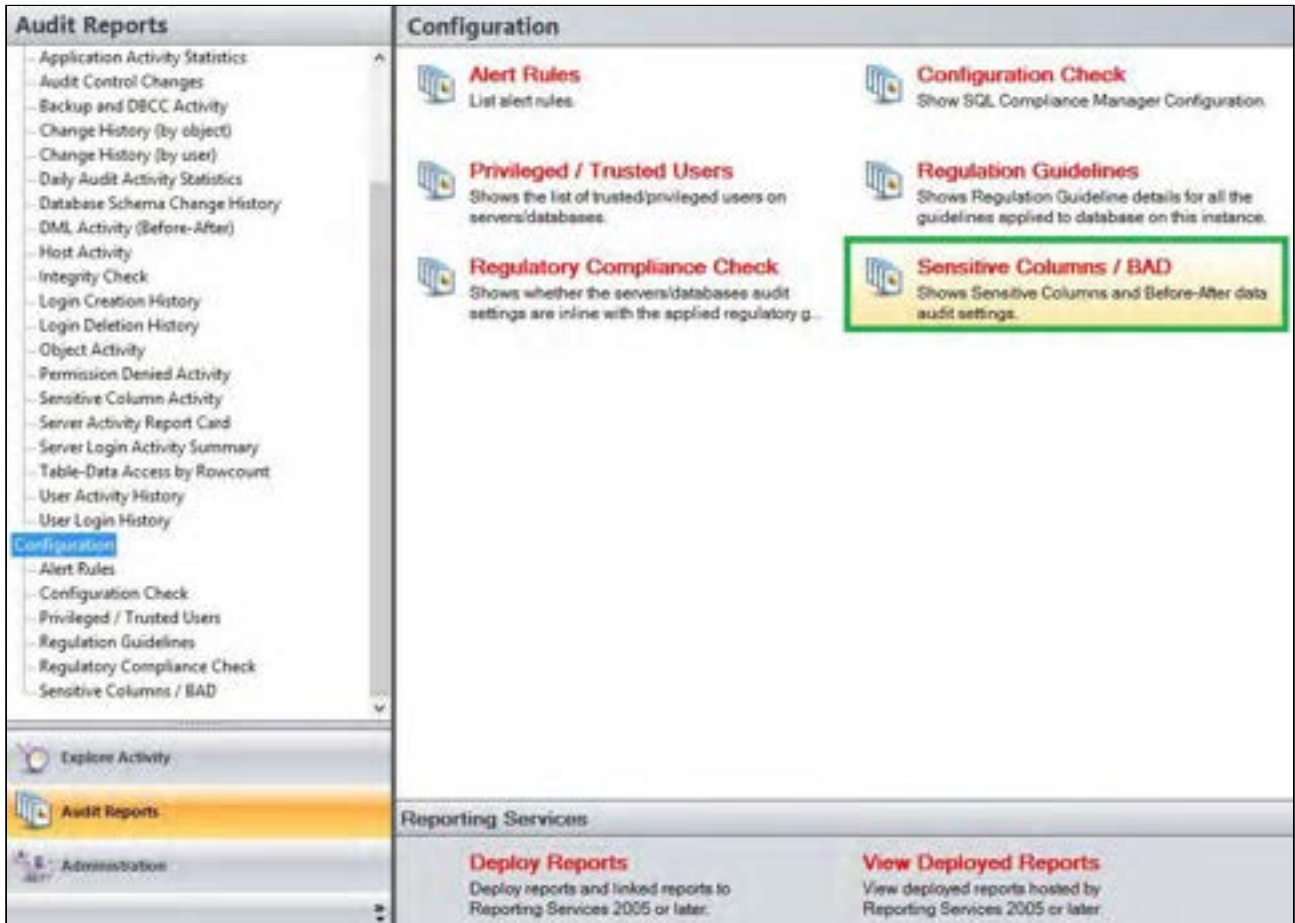 Audit Reports
Application Activity Statistics
Audit Control Changes
Backup and DBCC Activity
Change History (by object)
Change History (by user)
Daily Audit Activity Statistics
Database Schema Change History
DML Activity (Before-After)
Host Activity
Integrity Check
Login Creation History
Login Deletion History
Object Activity
Permission Denied Activity
Sensitive Column Activity
Server Activity Report Card
Server Login Activity Summary
Table-Data Access by Rowcount
User Activity History
User Login History
Configuration
Alert Rules
Configuration Check
Privileged / Trusted Users
Regulation Guidelines
Regulatory Compliance Check
Sensitive Columns / BAD
Explore Activity
Audit Reports
Administration
Configuration
Alert Rules
List alert rules.
Configuration Check
Show SQL Compliance Manager Configuration.
Privileged / Trusted Users
Shows the list of trusted/privileged users on
servers/databases.
Regulation Guidelines
Shows Regulation Guideline details for all the
guidelines applied to database on this instance.
Regulatory Compliance Check
Shows whether the servers/databases audit
settings are inline with the applied regulatory g...
Sensitive Columns / BAD
Shows Sensitive Columns and Before-After data
audit settings.
Reporting Services
Deploy Reports
Deploy reports and linked reports to
Reporting Services 2005 or later.
View Deployed Reports
View deployed reports hosted by
Reporting Services 2005 or later.